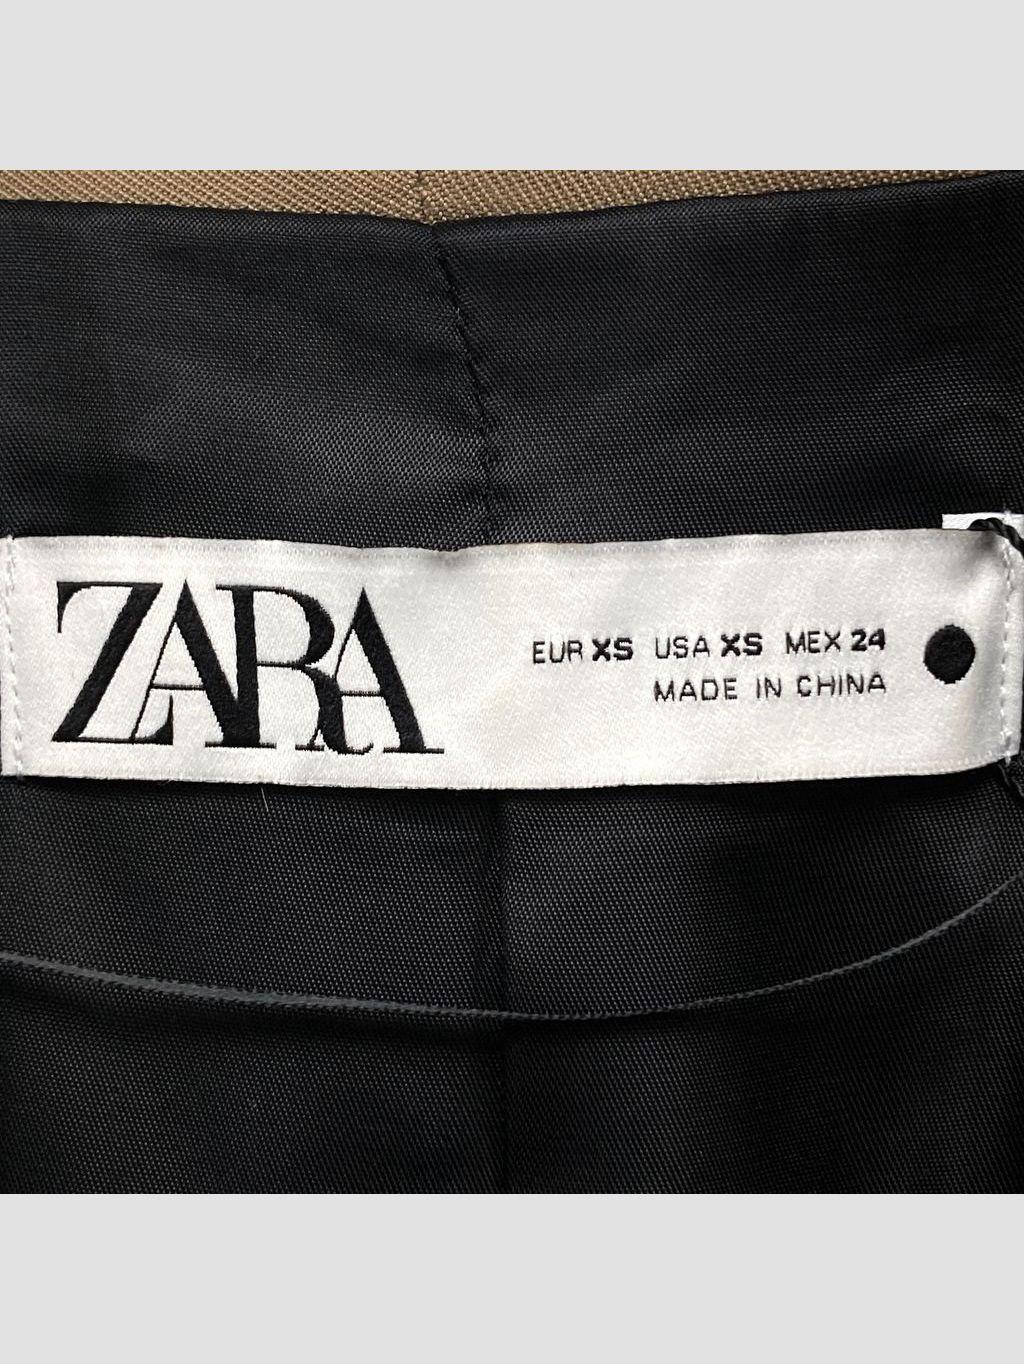 ZARA
EUR XS USA XS MEX 24
MADE IN CHINA